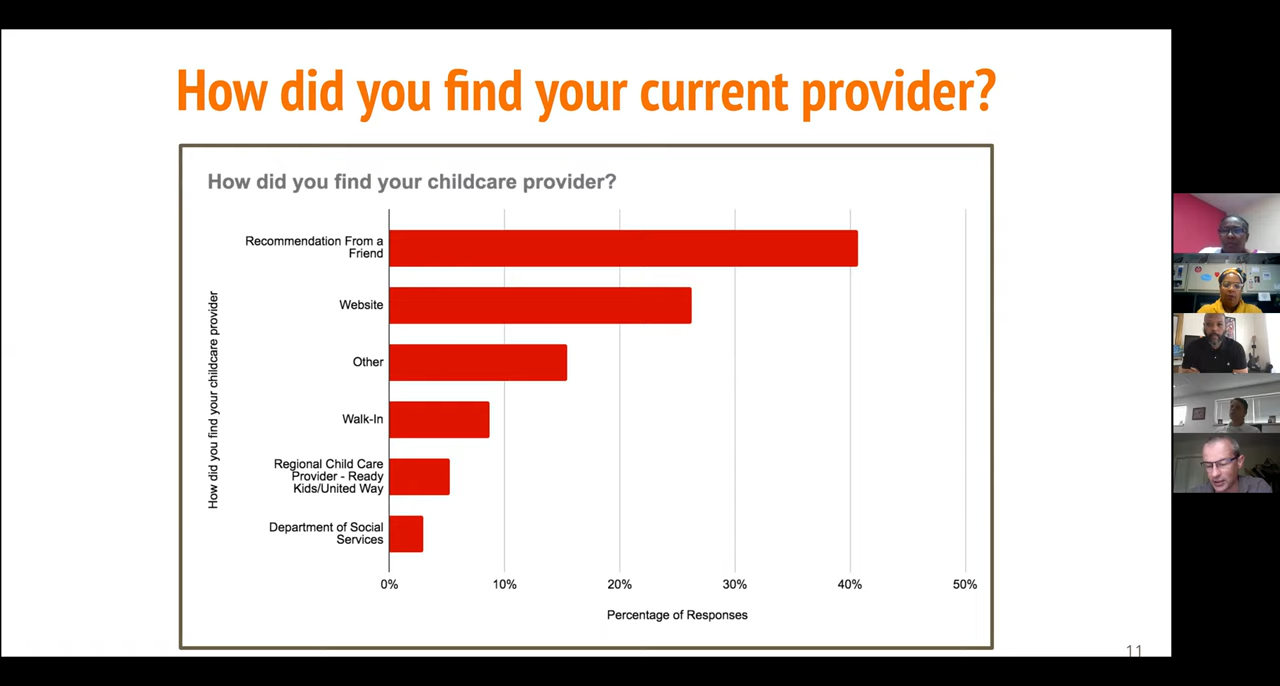 How did you find your current provider?
How did you find your childcare provider?
How did you find your childcare provider
Recommendation From a
Friend
Website
Other
Walk-In
Regional Child Care
Provider - Ready
Kids/United Way
Department of Social
Services
0%
10%
20%
30%
40%
50%
Percentage of Responses
11